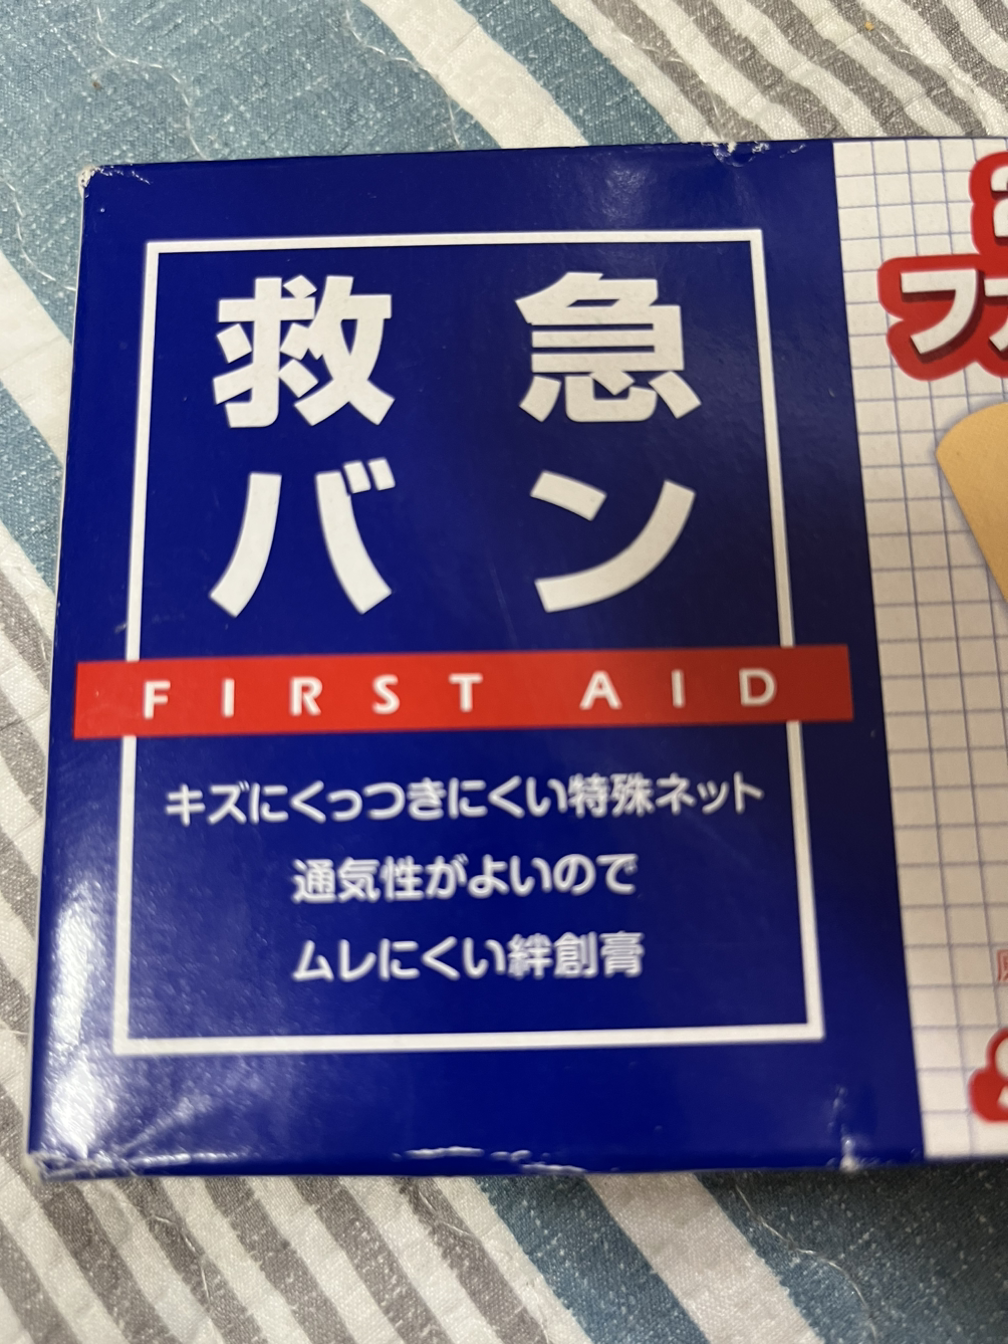 救急
バン
FIRST AID
キズにくっつきにくい特殊ネット
通気性がよいので
ムレにくい絆創膏
フ